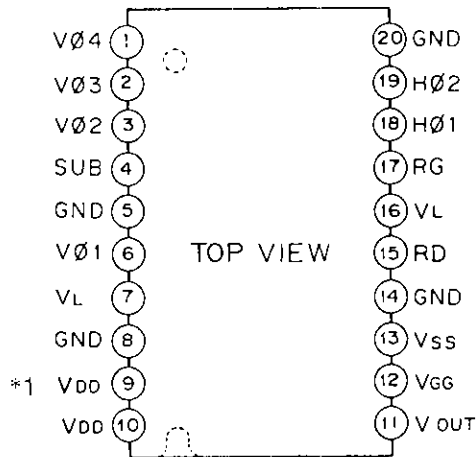 VØ4 1 20 GND
VØ3 2 19 HØ2
VØ2 3 18 HØ1
SUB 4 17 RG
GND 5 16 VL
VØ1 6 TOP VIEW 15 RD
VL 7 14 GND
GND 8 13 VSS
*1 VDD 9 12 VGG
VDD 10 11 VOUT